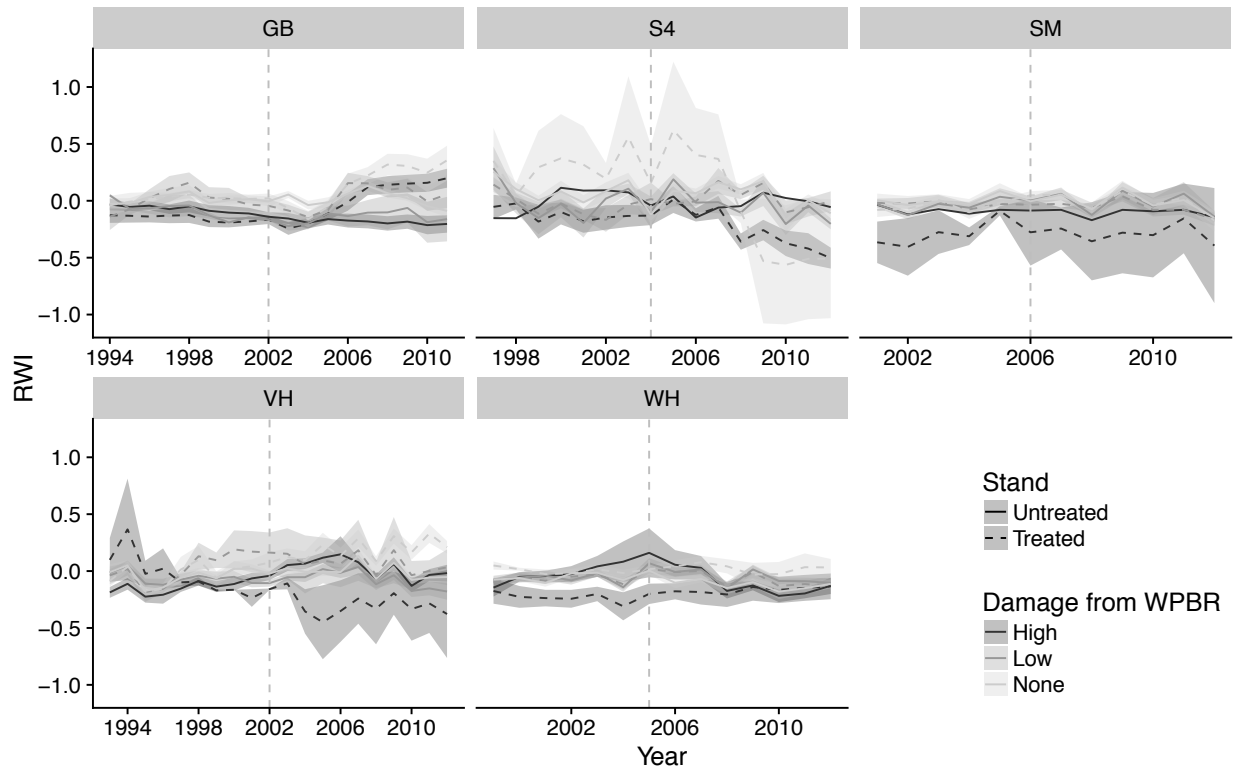 GB S4 SM
1.0
0.5
0.0
−0.5
−1.0
1994 1998 2002 2006 2010 1998 2002 2006 2010 2002 2006 2010
RWI
VH WH
1.0
0.5
0.0
−0.5
−1.0
1994 1998 2002 2006 2010 2002 2006 2010
Year
Stand
Untreated
Treated
Damage from WPBR
High
Low
None